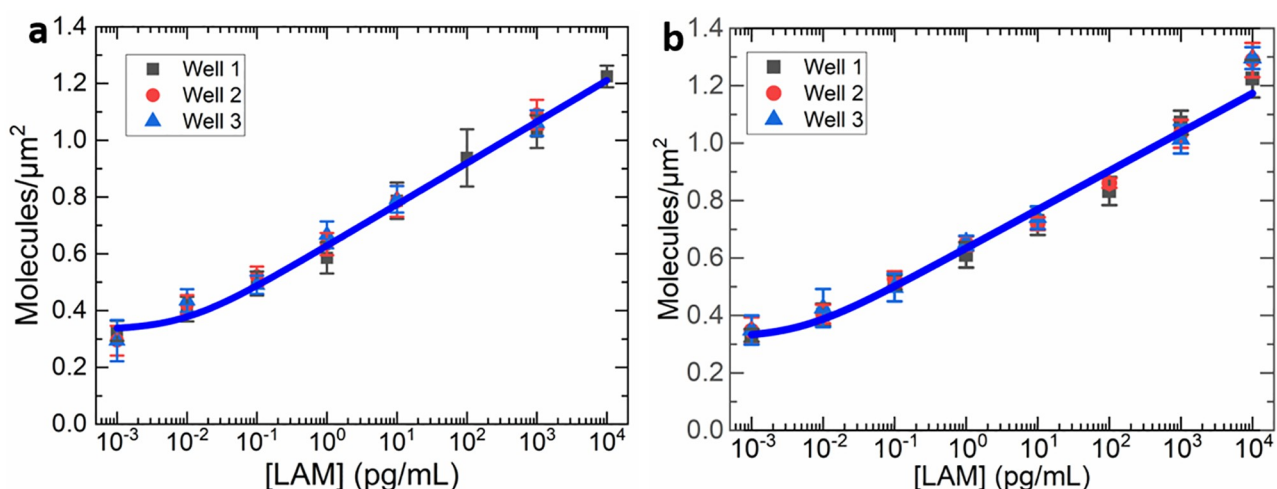 a
1.4
1.2
1.0
0.8
0.6
0.4
0.2
0.0
Molecules/µm²
Well 1
Well 2
Well 3
10⁻³ 10⁻² 10⁻¹ 10⁰ 10¹ 10² 10³ 10⁴
[LAM] (pg/mL)
b
1.4
1.2
1.0
0.8
0.6
0.4
0.2
0.0
Molecules/µm²
Well 1
Well 2
Well 3
10⁻³ 10⁻² 10⁻¹ 10⁰ 10¹ 10² 10³ 10⁴
[LAM] (pg/mL)